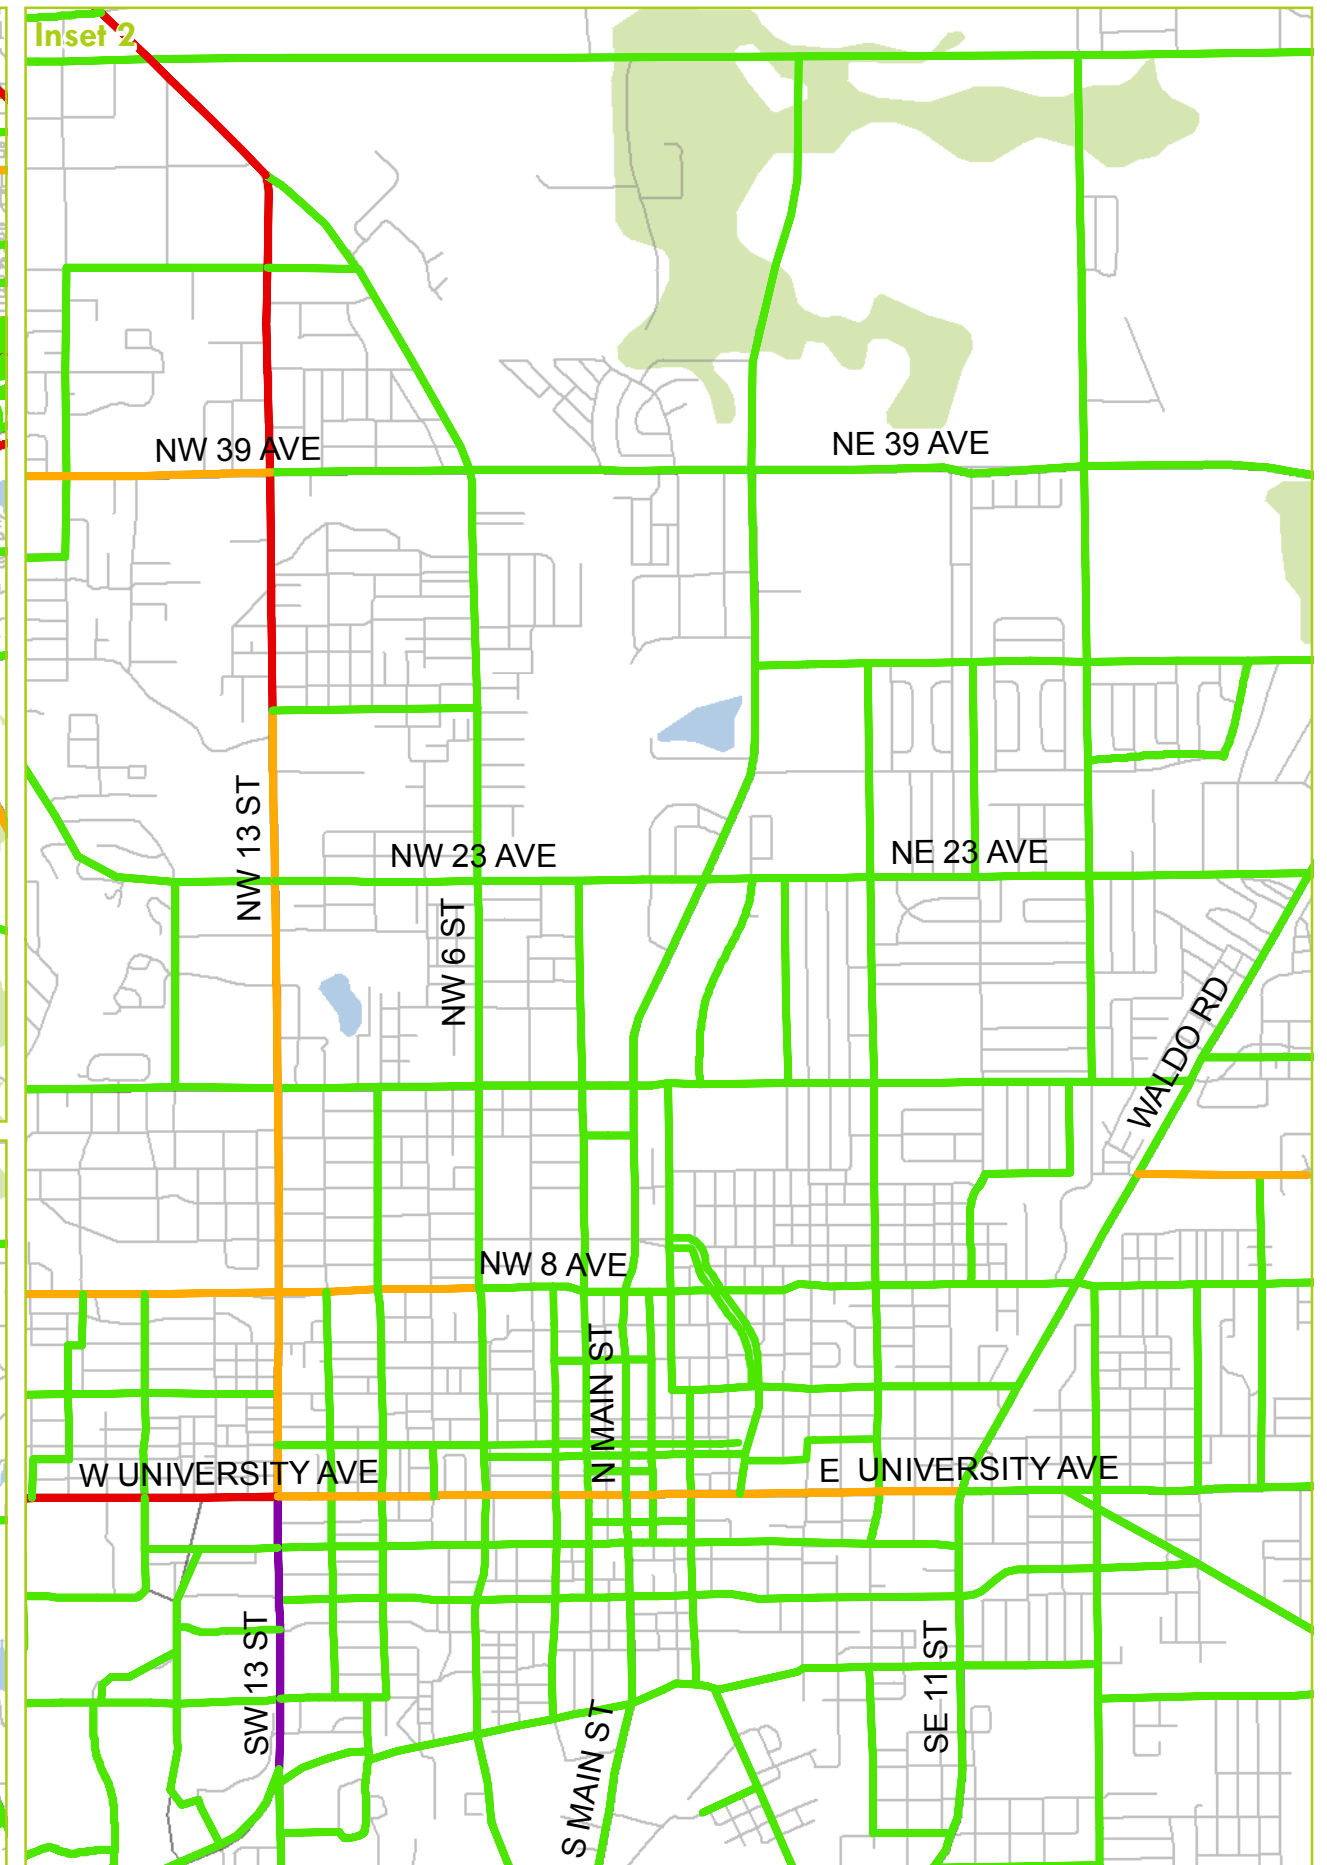 Inset 2
NW 39 AVE
NE 39 AVE
NW 13 ST
NW 23 AVE
NE 23 AVE
NW 6 ST
WALDO RD
NW 8 AVE
N MAIN ST
W UNIVERSITY AVE
E UNIVERSITY AVE
SW 13 ST
SE 11 ST
S MAIN ST